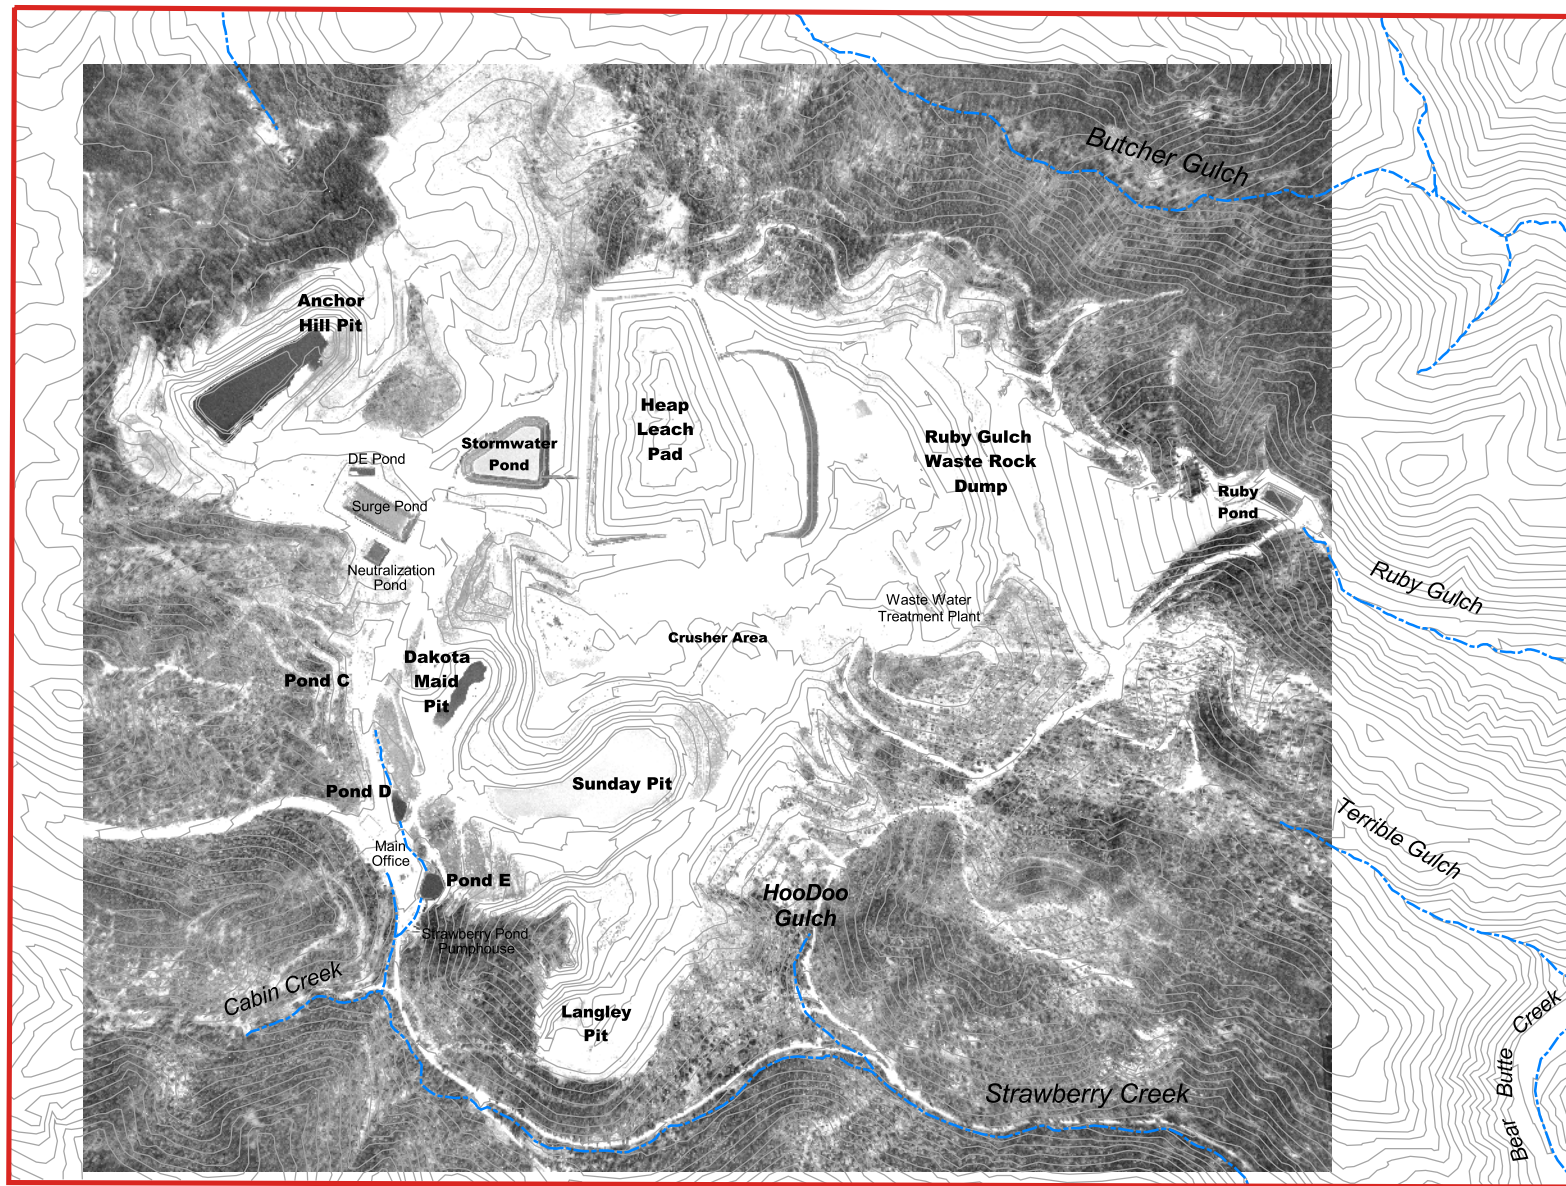 Butcher Gulch
Anchor
Hill Pit
Heap
Leach
Pad
Stormwater
Pond
Ruby Gulch
Waste Rock
Dump
DE Pond
Surge Pond
Ruby
Pond
Neutralization
Pond
Ruby Gulch
Waste Water
Treatment Plant
Crusher Area
Dakota
Maid
Pit
Pond C
Sunday Pit
Pond D
Terrible Gulch
Main
Office
Pond E
HooDoo
Gulch
Strawberry Pond
Pumphouse
Cabin Creek
Langley
Pit
Strawberry Creek
Bear Butte Creek